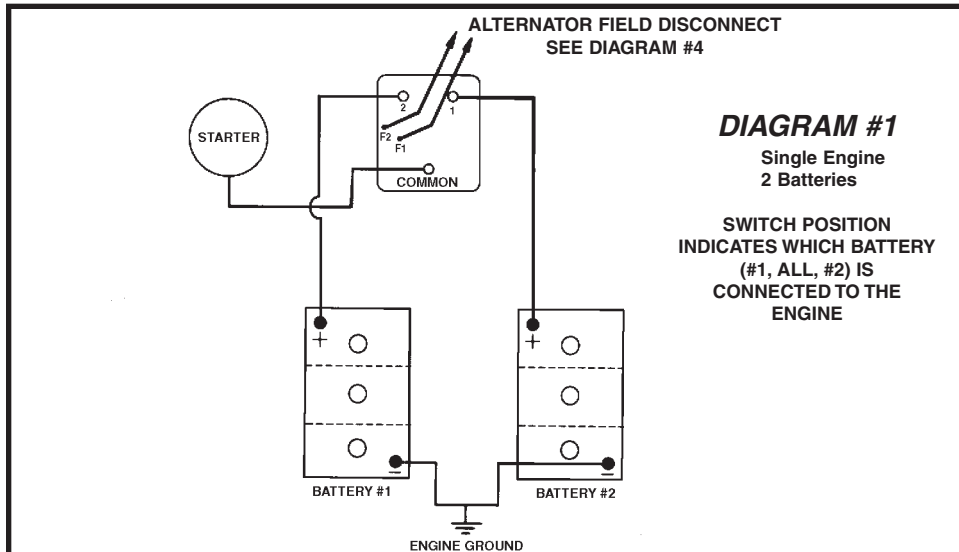 ALTERNATOR FIELD DISCONNECT
SEE DIAGRAM #4
2
1
F2
F1
COMMON
STARTER
DIAGRAM #1
Single Engine
2 Batteries
SWITCH POSITION
INDICATES WHICH BATTERY
(#1, ALL, #2) IS
CONNECTED TO THE
ENGINE
+
+
−
−
BATTERY #1
BATTERY #2
ENGINE GROUND